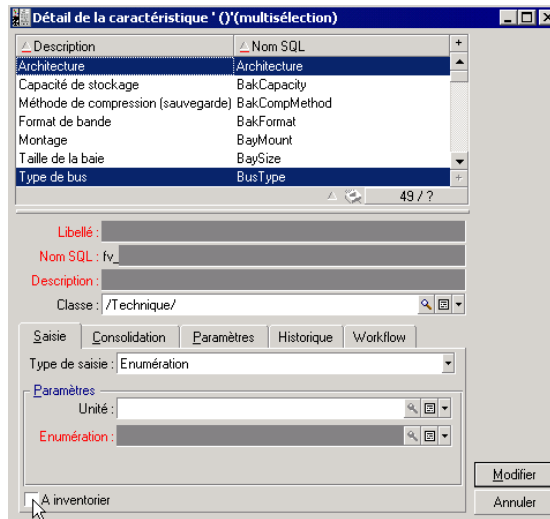 Détail de la caractéristique ' ()'(multisélection)
Description Nom SQL +
Architecture Architecture
Capacité de stockage BakCapacity
Méthode de compression (sauvegarde) BakCompMethod
Format de bande BakFormat
Montage BayMount
Taille de la baie BaySize
Type de bus BusType +
49 / ?
Libellé :
Nom SQL : fv_
Description :
Classe : /Technique/
Saisie Consolidation Paramètres Historique Workflow
Type de saisie : Enumération
Paramètres
Unité :
Enumération :
A inventorier
Modifier
Annuler